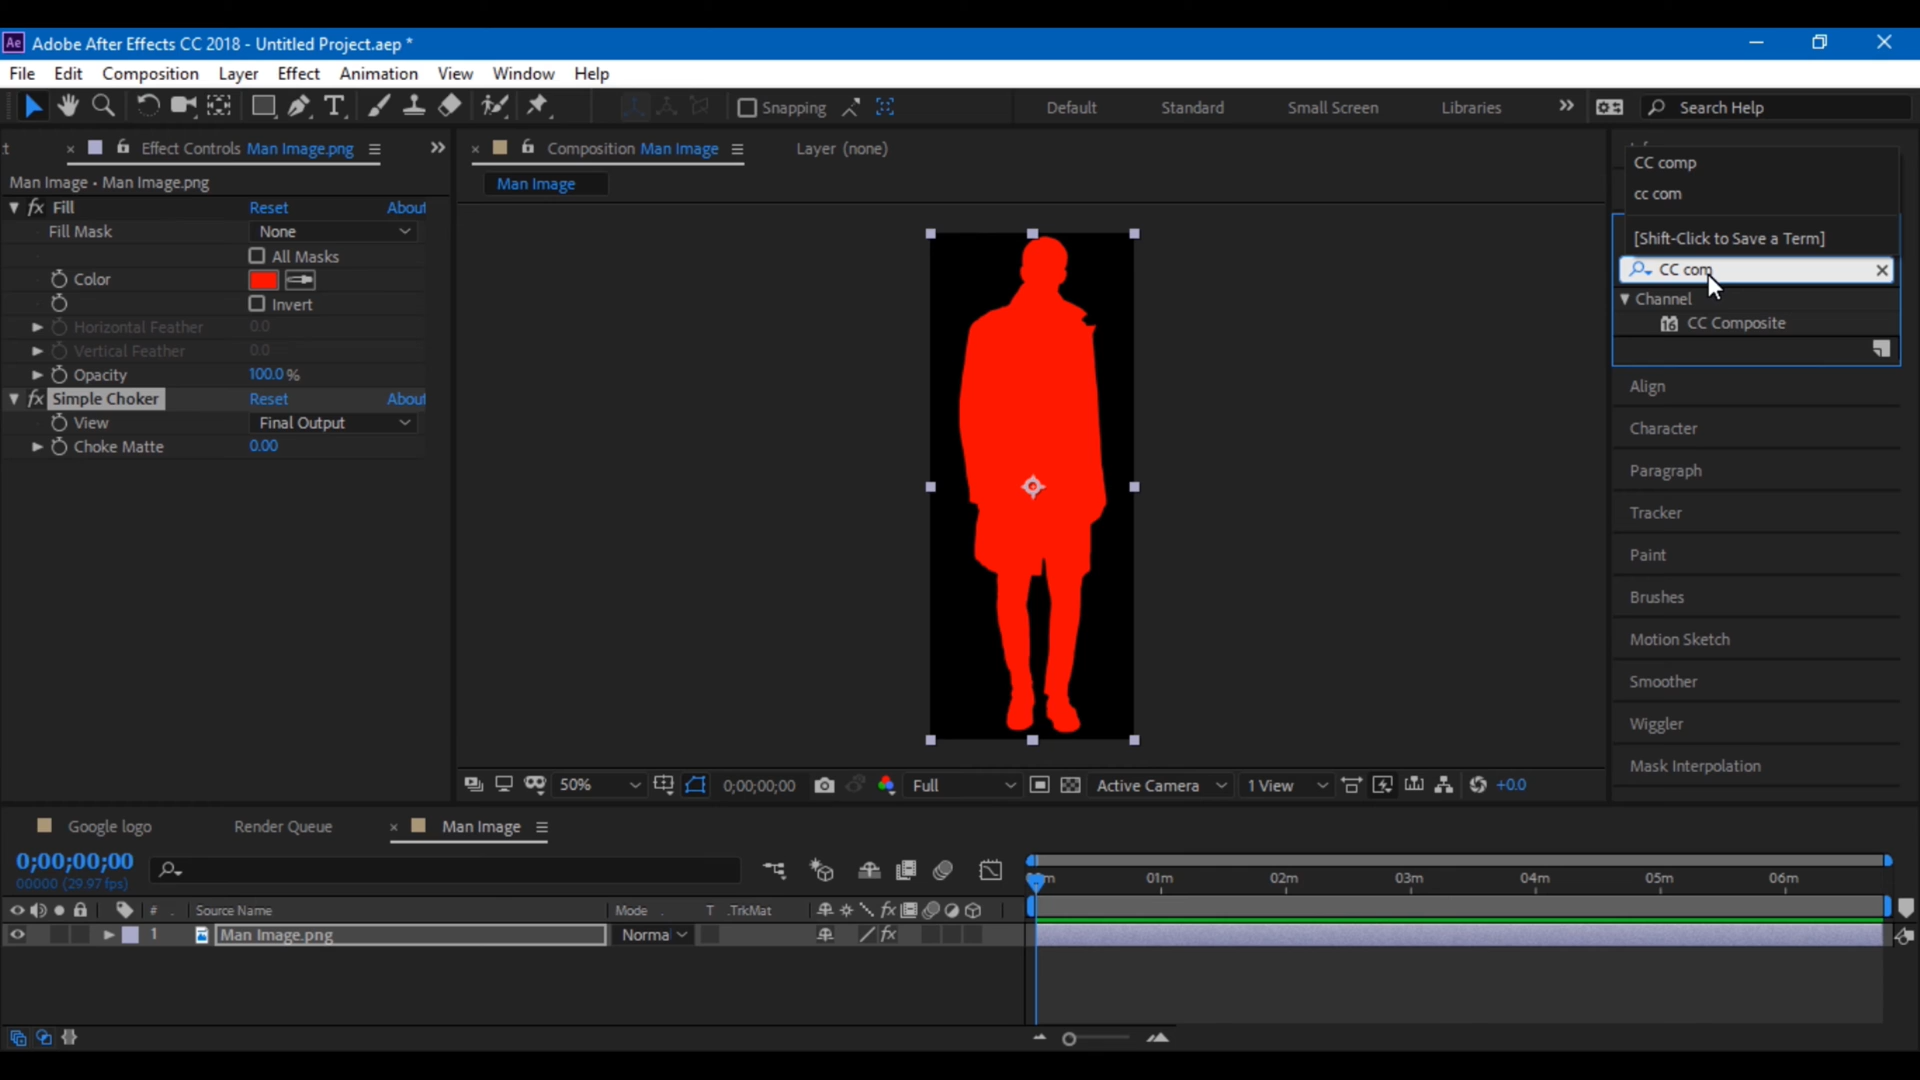 Ae Adobe After Effects CC 2018 - Untitled Project.aep *
File Edit Composition Layer Effect Animation View Window Help
T Snapping Default Standard Small Screen Libraries Search Help
Effect Controls Man Image.png
Composition Man Image
Layer (none)
Man Image • Man Image.png
Man Image
fx Fill Reset About
Fill Mask None
All Masks
Color
Invert
Horizontal Feather 0.0
Vertical Feather 0.0
Opacity 100.0 %
fx Simple Choker Reset About
View Final Output
Choke Matte 0.00
CC comp
cc com
[Shift-Click to Save a Term]
CC com
Channel
16 CC Composite
Align
Character
Paragraph
Tracker
Paint
Brushes
Motion Sketch
Smoother
Wiggler
Mask Interpolation
50% 0;00;00;00 Full Active Camera 1 View +0.0
Google logo Render Queue Man Image
0;00;00;00
00000 (29.97 fps)
01m 02m 03m 04m 05m 06m
# . Source Name Mode . T .TrkMat fx
1 Man Image.png Norma fx